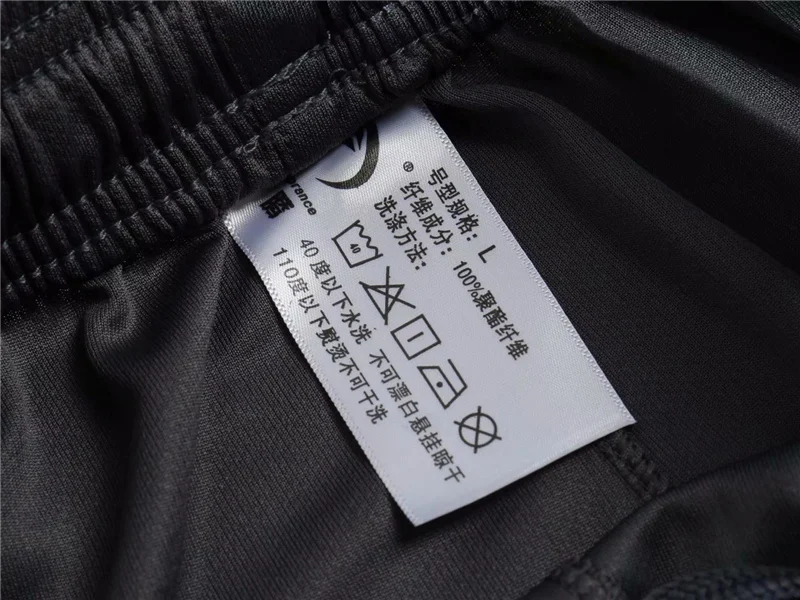 ®
号型规格：L
纤维成分：100%聚酯纤维
洗涤方法：
40
40度以下水洗 不可漂白悬挂晾干
110度以下熨烫不可干洗